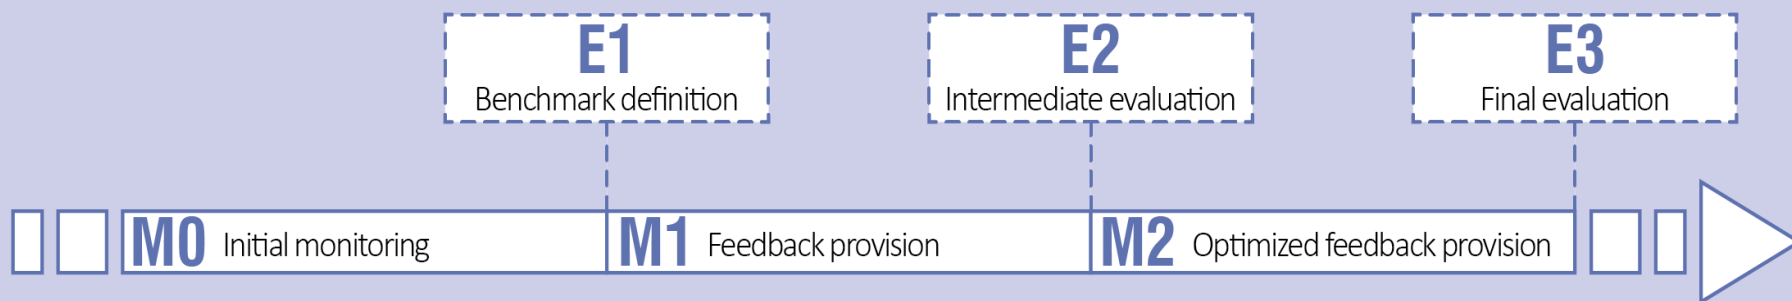 E1
Benchmark definition
E2
Intermediate evaluation
E3
Final evaluation
M0 Initial monitoring
M1 Feedback provision
M2 Optimized feedback provision